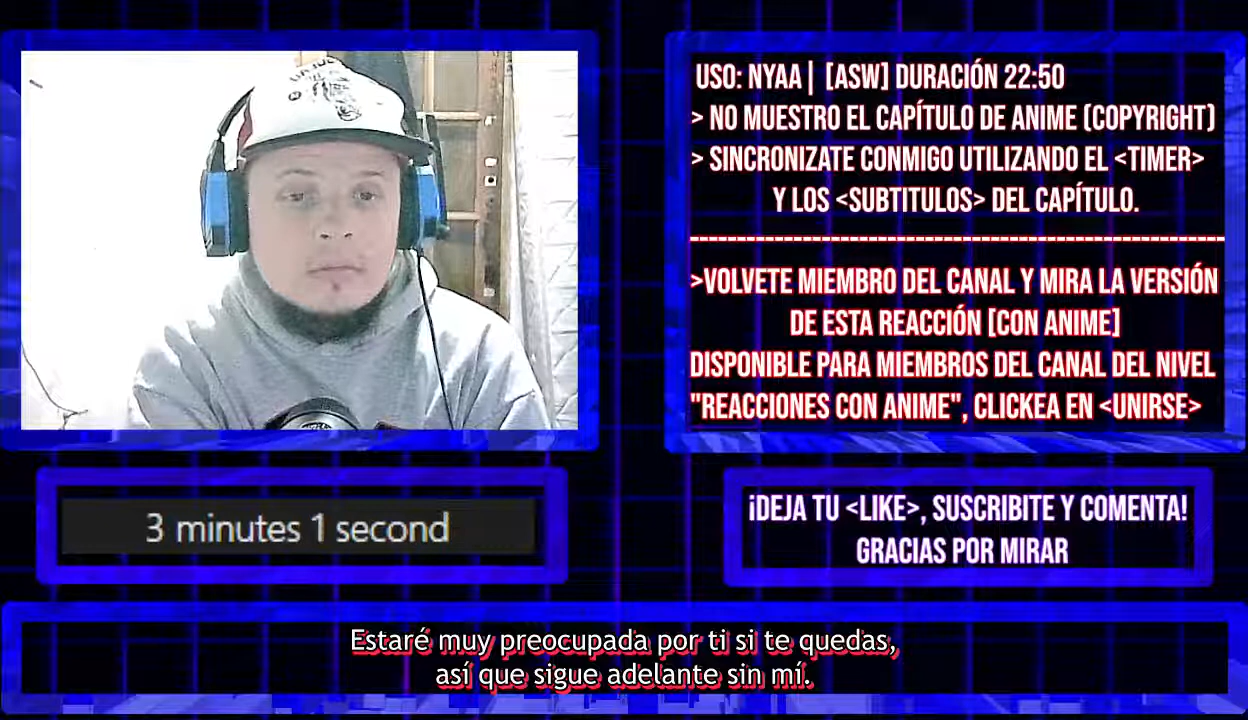 USO: NYAA | [ASW] DURACIÓN 22:50
> NO MUESTRO EL CAPÍTULO DE ANIME (COPYRIGHT)
> SINCRONIZATE CONMIGO UTILIZANDO EL <TIMER>
Y LOS <SUBTITULOS> DEL CAPÍTULO.
>VOLVETE MIEMBRO DEL CANAL Y MIRA LA VERSIÓN
DE ESTA REACCIÓN [CON ANIME]
DISPONIBLE PARA MIEMBROS DEL CANAL DEL NIVEL
"REACCIONES CON ANIME", CLICKEA EN <UNIRSE>
3 minutes 1 second
¡DEJA TU <LIKE>, SUSCRIBITE Y COMENTA!
GRACIAS POR MIRAR
Estaré muy preocupada por ti si te quedas,
así que sigue adelante sin mí.